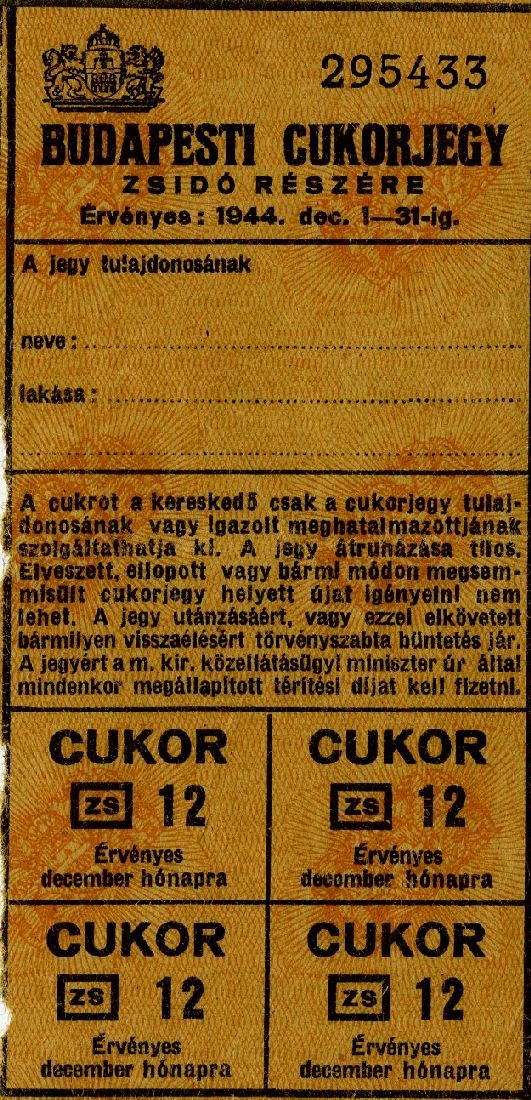 295433
BUDAPESTI CUKORJEGY
ZSIDÓ RÉSZÉRE
Érvényes: 1944. dec. 1—31-ig.
A jegy tulajdonosának
neve:
lakása:
A cukrot a kereskedő csak a cukorjegy tulaj-
donosának vagy igazolt meghatalmazottjának
szolgáltathatja ki. A jegy átruházása tilos.
Elveszett, ellopott vagy bármi módon megsem-
misült cukorjegy helyett újat igényelni nem
lehet. A jegy utánzásáért, vagy ezzel elkövetett
bármilyen visszaélésért törvényszabta büntetés jár.
A jegyért a m. kir. közellátásügyi miniszter úr által
mindenkor megállapított térítési díjat kell fizetni.
CUKOR
zs 12
Érvényes
december hónapra
CUKOR
zs 12
Érvényes
december hónapra
CUKOR
zs 12
Érvényes
december hónapra
CUKOR
zs 12
Érvényes
december hónapra